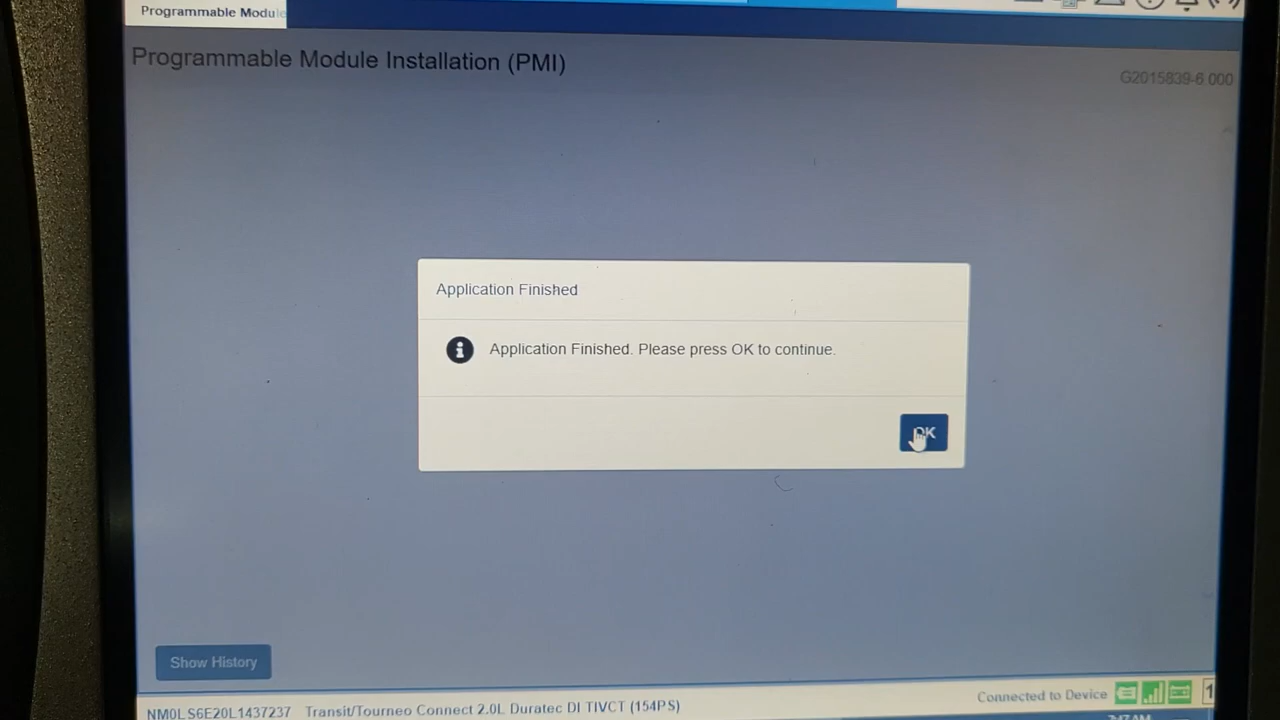 Programmable Module
Programmable Module Installation (PMI)
G2015839-6.000
Application Finished
Application Finished. Please press OK to continue.
OK
Show History
Connected to Device
NM0LS6E20L1437237 Transit/Tourneo Connect 2.0L Duratec DI TIVCT (154PS)